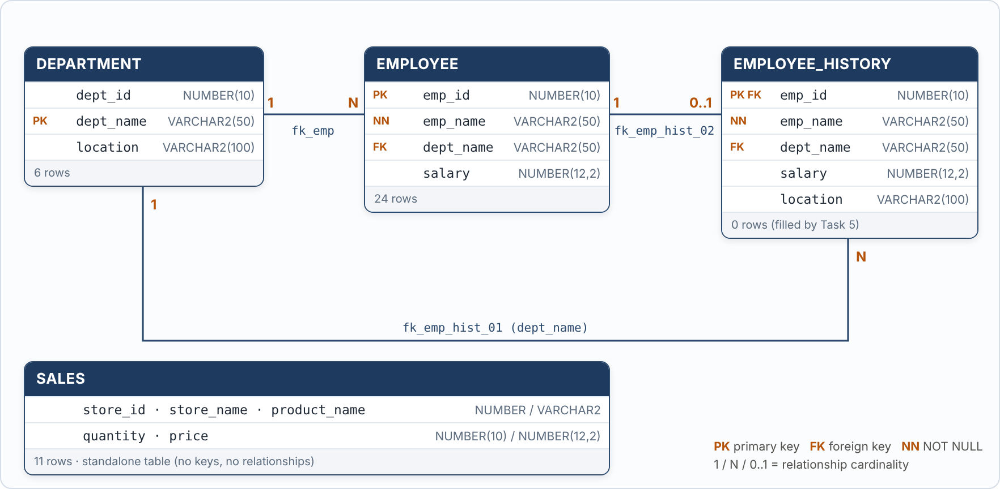 DEPARTMENT
dept_id NUMBER(10)
PK dept_name VARCHAR2(50)
location VARCHAR2(100)
6 rows
1 N
fk_emp
EMPLOYEE
PK emp_id NUMBER(10)
NN emp_name VARCHAR2(50)
FK dept_name VARCHAR2(50)
salary NUMBER(12,2)
24 rows
1 0..1
fk_emp_hist_02
EMPLOYEE_HISTORY
PK FK emp_id NUMBER(10)
NN emp_name VARCHAR2(50)
FK dept_name VARCHAR2(50)
salary NUMBER(12,2)
location VARCHAR2(100)
0 rows (filled by Task 5)
1
N
fk_emp_hist_01 (dept_name)
SALES
store_id · store_name · product_name NUMBER / VARCHAR2
quantity · price NUMBER(10) / NUMBER(12,2)
11 rows · standalone table (no keys, no relationships)
PK primary key FK foreign key NN NOT NULL
1 / N / 0..1 = relationship cardinality